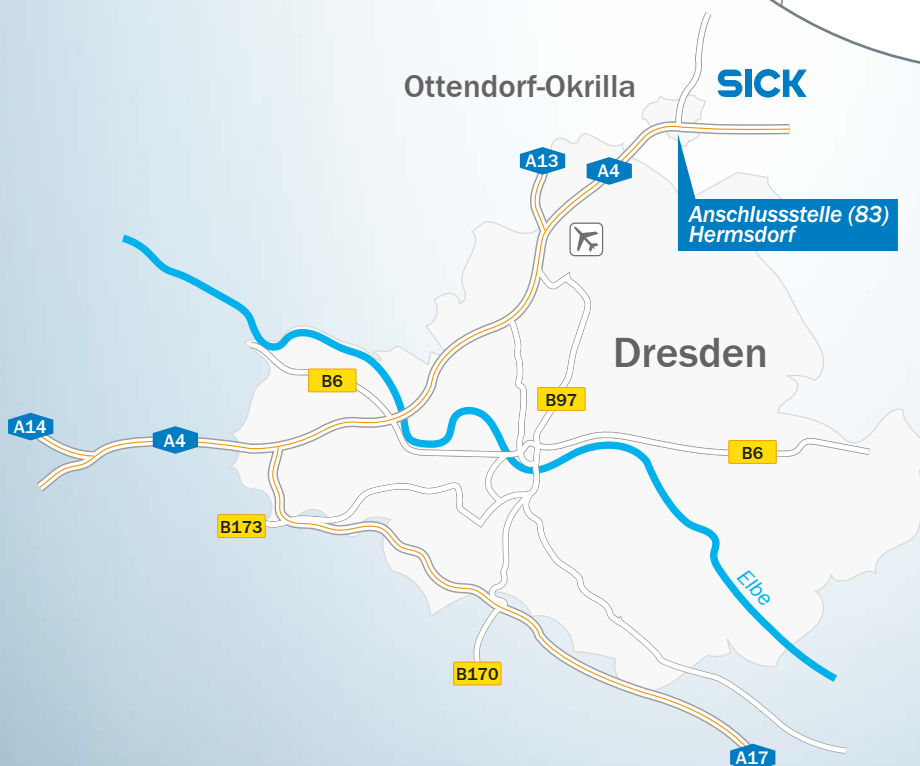 Ottendorf-Okrilla
SICK
A13
A4
Anschlussstelle (83)
Hermsdorf
Dresden
B6
B97
A14
A4
B6
B173
Elbe
B170
A17